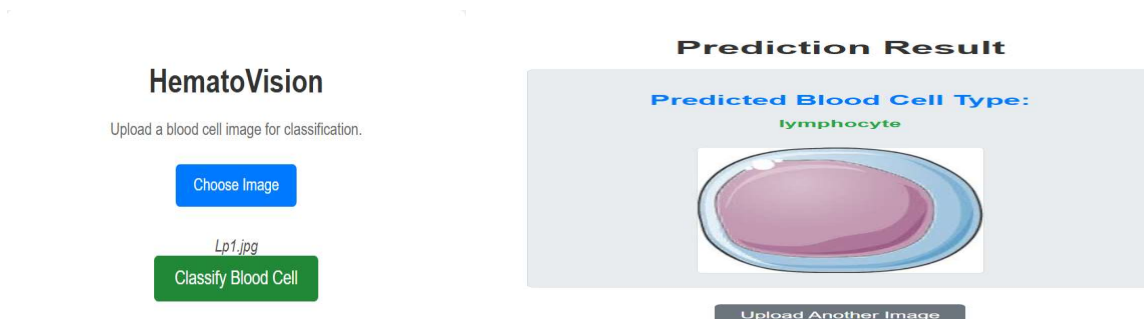 HematoVision
Upload a blood cell image for classification.
Choose Image
Lp1.jpg
Classify Blood Cell
Prediction Result
Predicted Blood Cell Type:
lymphocyte
Upload Another Image